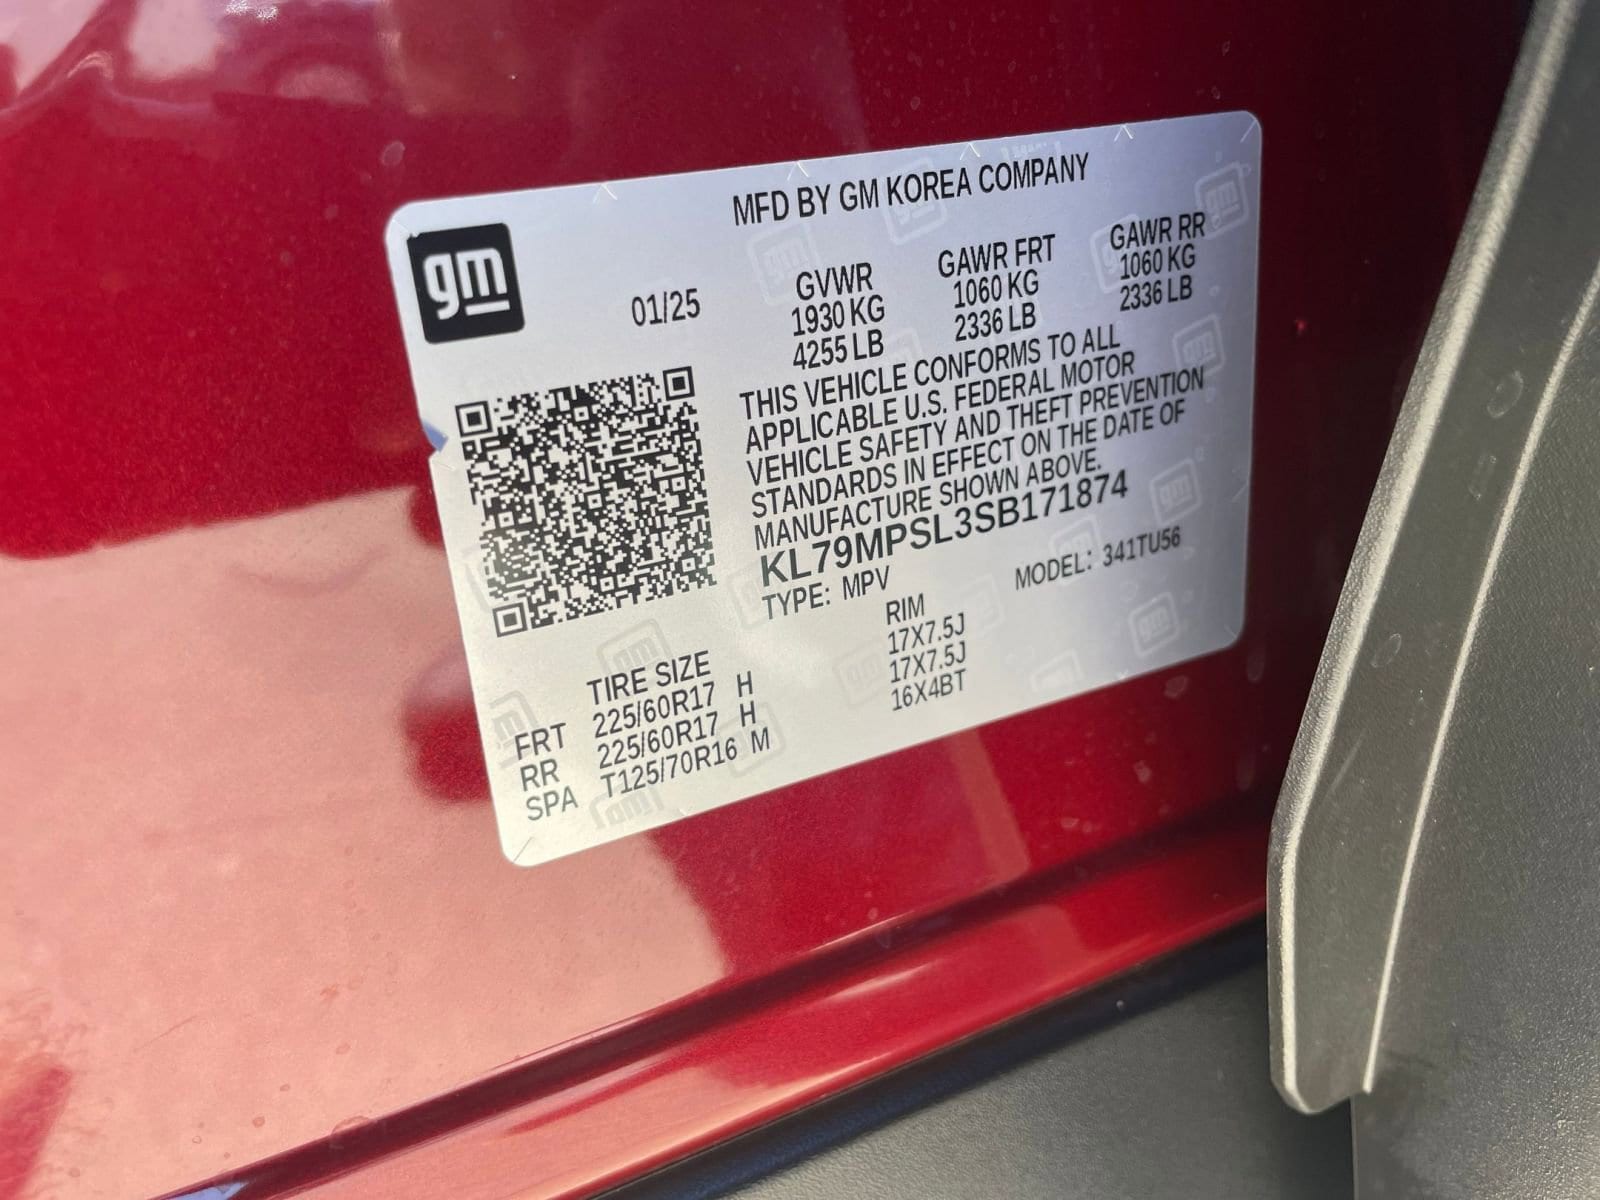 MFD BY GM KOREA COMPANY
gm
01/25
GVWR GAWR FRT GAWR RR
1930 KG 1060 KG 1060 KG
4255 LB 2336 LB 2336 LB
THIS VEHICLE CONFORMS TO ALL
APPLICABLE U.S. FEDERAL MOTOR
VEHICLE SAFETY AND THEFT PREVENTION
STANDARDS IN EFFECT ON THE DATE OF
MANUFACTURE SHOWN ABOVE.
KL79MPSL3SB171874
TYPE: MPV MODEL: 341TU56
TIRE SIZE RIM
FRT 225/60R17 H 17X7.5J
RR 225/60R17 H 17X7.5J
SPA T125/70R16 M 16X4BT